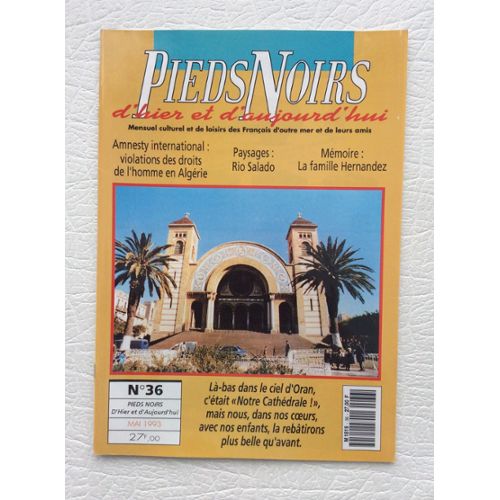 PIEDS NOIRS
d'hier et d'aujourd'hui
Mensuel culturel et de loisirs des Français d'outre mer et de leurs amis
Amnesty international :
violations des droits
de l'homme en Algérie
Paysages :
Rio Salado
Mémoire :
La famille Hernandez
N°36
PIEDS NOIRS
D'Hier et d'Aujourd'hui
MAI 1993
27F,00
Là-bas dans le ciel d'Oran,
c'était «Notre Cathédrale !»,
mais nous, dans nos cœurs,
avec nos enfants, la rebâtirons
plus belle qu'avant.